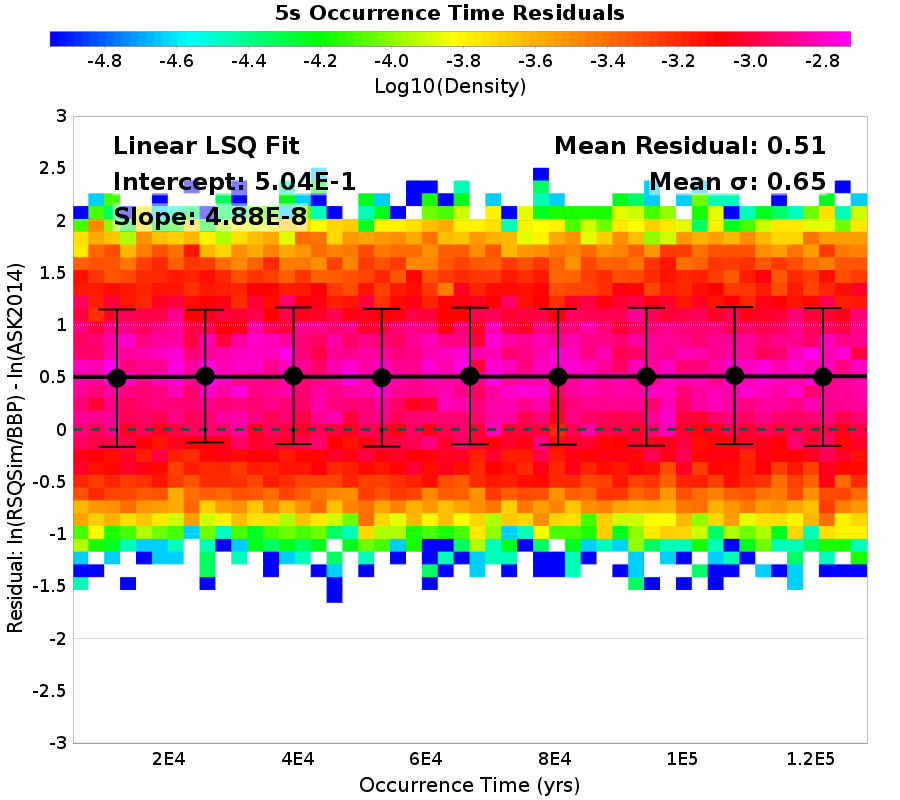 5s Occurrence Time Residuals
-4.8 -4.6 -4.4 -4.2 -4.0 -3.8 -3.6 -3.4 -3.2 -3.0 -2.8
Log10(Density)
Linear LSQ Fit
Intercept: 5.04E-1
Slope: 4.88E-8
Mean Residual: 0.51
Mean σ: 0.65
Residual: ln(RSQSim/BBP) - ln(ASK2014)
3
2.5
2
1.5
1
0.5
0
-0.5
-1
-1.5
-2
-2.5
-3
2E4 4E4 6E4 8E4 1E5 1.2E5
Occurrence Time (yrs)